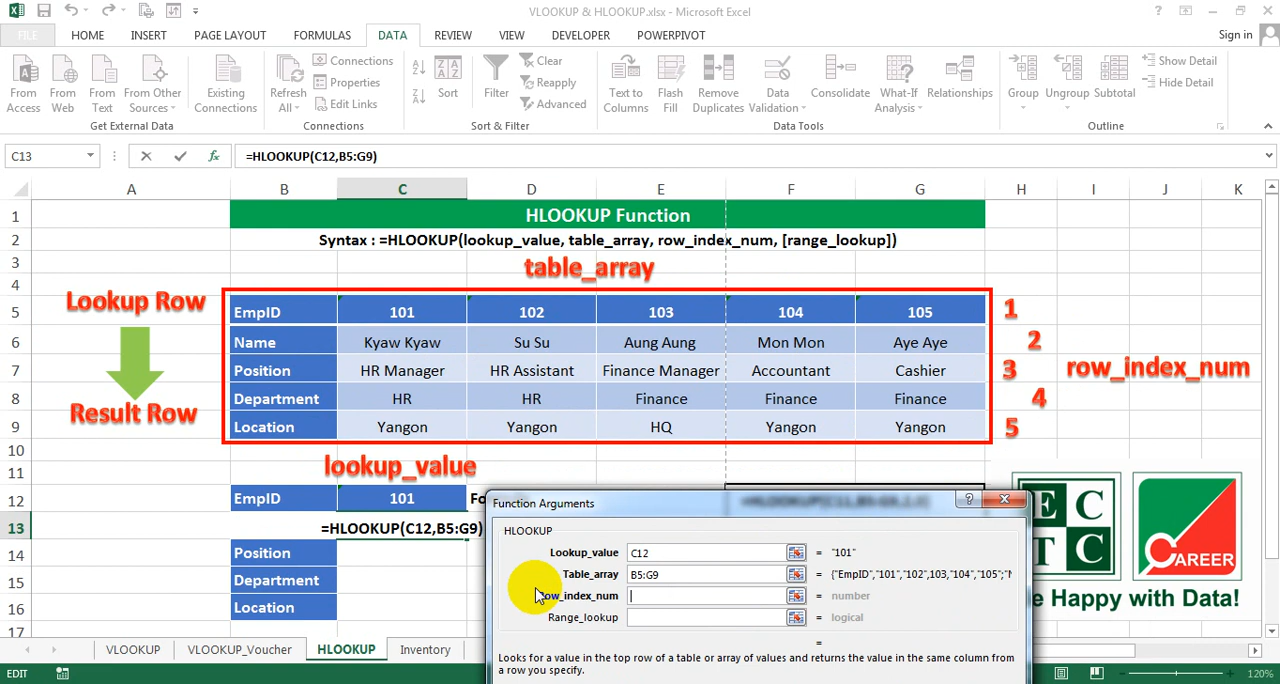 VLOOKUP & HLOOKUP.xlsx - Microsoft Excel
FILE HOME INSERT PAGE LAYOUT FORMULAS DATA REVIEW VIEW DEVELOPER POWERPIVOT Sign in
From Access
From Web
From Text
From Other Sources
Existing Connections
Get External Data
Refresh All
Connections
Properties
Edit Links
Connections
Sort
Filter
Clear
Reapply
Advanced
Sort & Filter
Text to Columns
Flash Fill
Remove Duplicates
Data Validation
Consolidate
What-If Analysis
Relationships
Data Tools
Group
Ungroup
Subtotal
Show Detail
Hide Detail
Outline
C13 fx =HLOOKUP(C12,B5:G9)
A B C D E F G H I J K
1 HLOOKUP Function
2 Syntax : =HLOOKUP(lookup_value, table_array, row_index_num, [range_lookup])
3 table_array
4
Lookup Row
5 EmpID 101 102 103 104 105 1
6 Name Kyaw Kyaw Su Su Aung Aung Mon Mon Aye Aye 2
7 Position HR Manager HR Assistant Finance Manager Accountant Cashier 3 row_index_num
8 Department HR HR Finance Finance Finance 4
Result Row
9 Location Yangon Yangon HQ Yangon Yangon 5
10
11 lookup_value
12 EmpID 101
13 =HLOOKUP(C12,B5:G9)
14 Position
15 Department
16 Location
17
Function Arguments
HLOOKUP
Lookup_value C12 = "101"
Table_array B5:G9 = {"EmpID","101","102",103,"104","105";"N
Row_index_num = number
Range_lookup = logical
=
Looks for a value in the top row of a table or array of values and returns the value in the same column from
a row you specify.
E C
T C
CAREER
Happy with Data!
VLOOKUP VLOOKUP_Voucher HLOOKUP Inventory
EDIT 120%